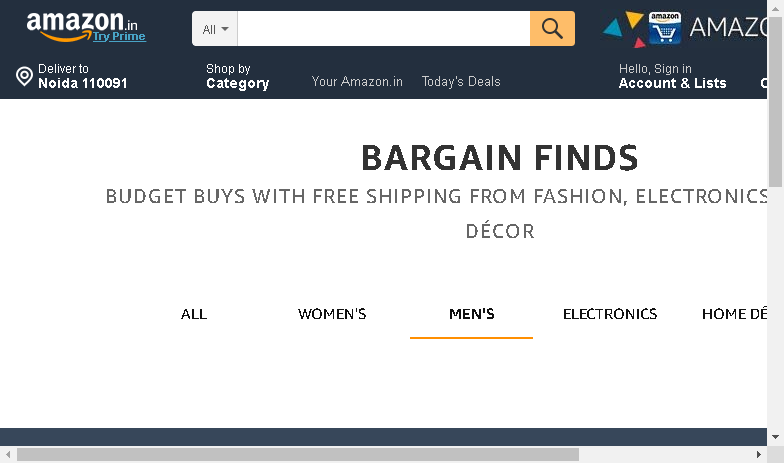 amazon.in
Try Prime
All
amazon
AMAZO
Deliver to
Noida 110091
Shop by
Category
Your Amazon.in
Today's Deals
Hello, Sign in
Account & Lists
BARGAIN FINDS
BUDGET BUYS WITH FREE SHIPPING FROM FASHION, ELECTRONICS
DÉCOR
ALL
WOMEN'S
MEN'S
ELECTRONICS
HOME DÉ